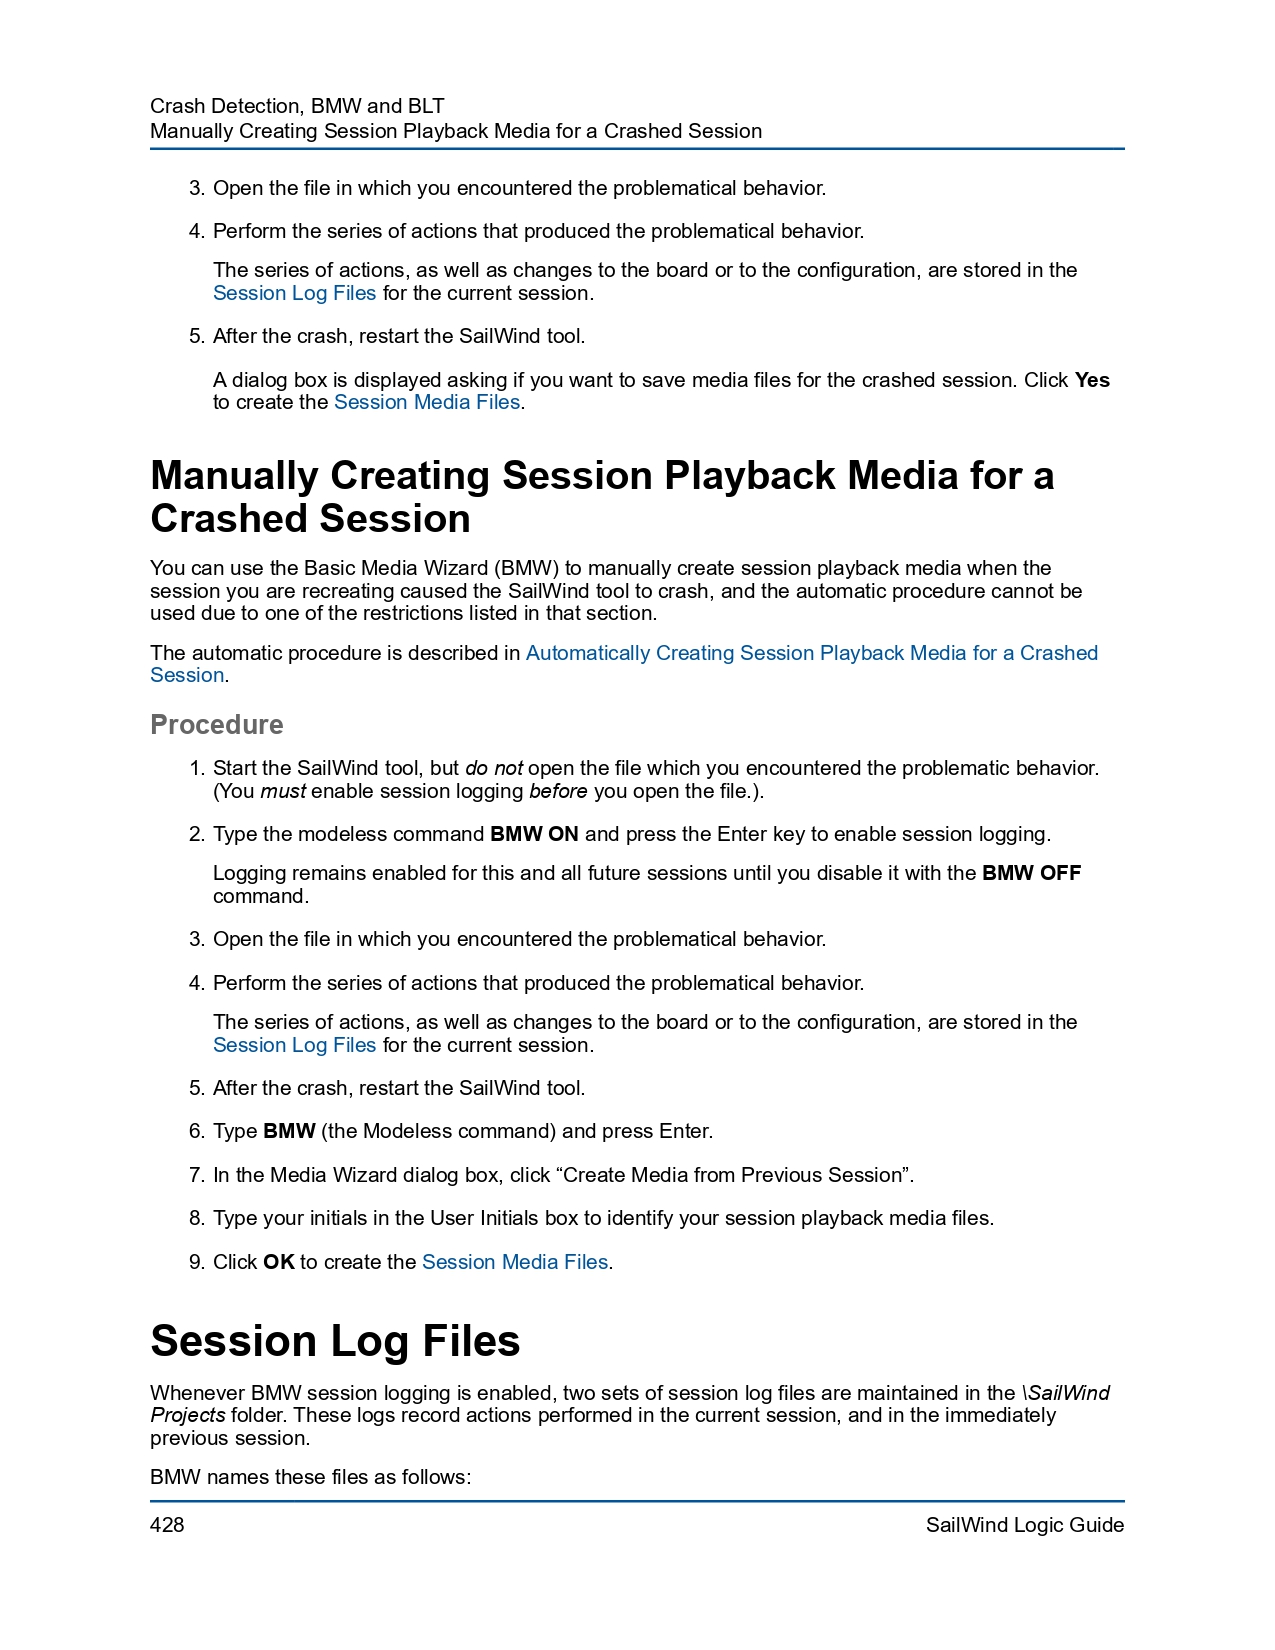 Crash Detection, BMW and BLT
Manually Creating Session Playback Media for a Crashed Session
3. Open the file in which you encountered the problematical behavior.
4. Perform the series of actions that produced the problematical behavior.
The series of actions, as well as changes to the board or to the configuration, are stored in the
Session Log Files for the current session.
5. After the crash, restart the SailWind tool.
A dialog box is displayed asking if you want to save media files for the crashed session. Click Yes
to create the Session Media Files.
Manually Creating Session Playback Media for a
Crashed Session
You can use the Basic Media Wizard (BMW) to manually create session playback media when the
session you are recreating caused the SailWind tool to crash, and the automatic procedure cannot be
used due to one of the restrictions listed in that section.
The automatic procedure is described in Automatically Creating Session Playback Media for a Crashed
Session.
Procedure
1. Start the SailWind tool, but do not open the file which you encountered the problematic behavior.
(You must enable session logging before you open the file.).
2. Type the modeless command BMW ON and press the Enter key to enable session logging.
Logging remains enabled for this and all future sessions until you disable it with the BMW OFF
command.
3. Open the file in which you encountered the problematical behavior.
4. Perform the series of actions that produced the problematical behavior.
The series of actions, as well as changes to the board or to the configuration, are stored in the
Session Log Files for the current session.
5. After the crash, restart the SailWind tool.
6. Type BMW (the Modeless command) and press Enter.
7. In the Media Wizard dialog box, click “Create Media from Previous Session”.
8. Type your initials in the User Initials box to identify your session playback media files.
9. Click OK to create the Session Media Files.
Session Log Files
Whenever BMW session logging is enabled, two sets of session log files are maintained in the \SailWind
Projects folder. These logs record actions performed in the current session, and in the immediately
previous session.
BMW names these files as follows:
428
SailWind Logic Guide